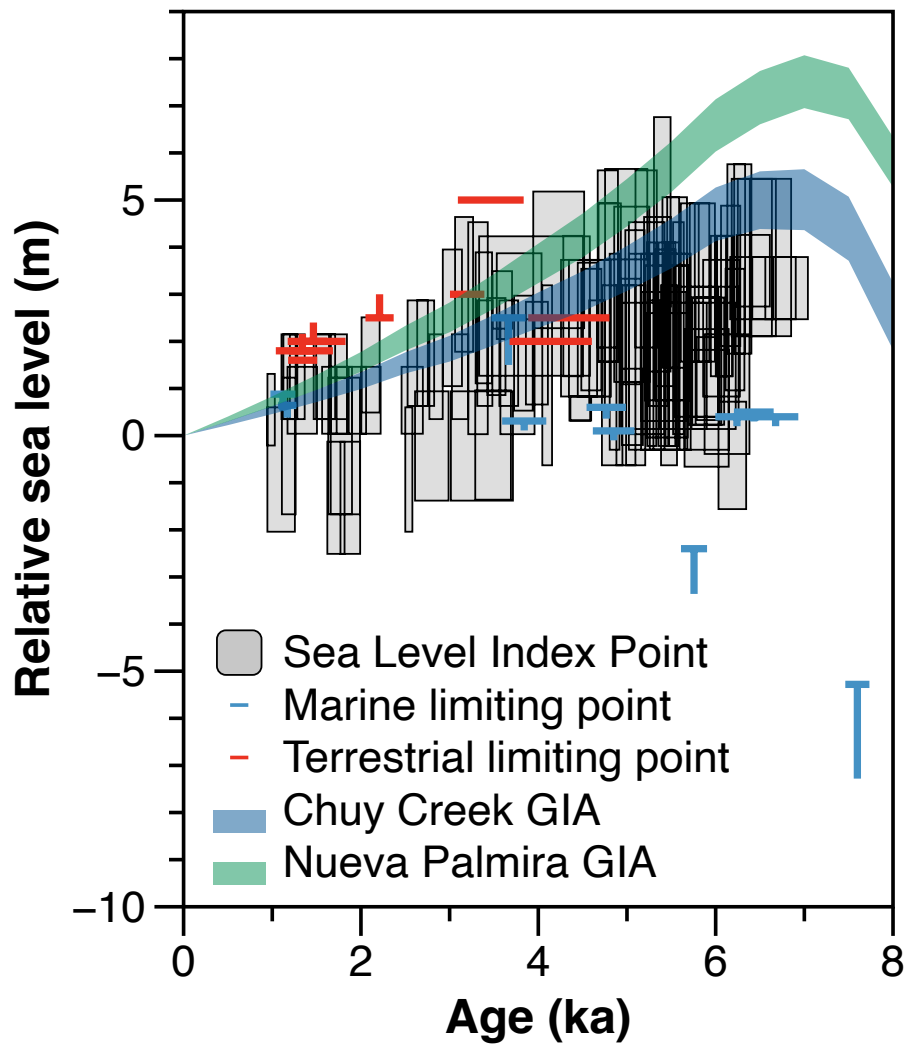 Relative sea level (m)
5
0
−5
−10
Sea Level Index Point
Marine limiting point
Terrestrial limiting point
Chuy Creek GIA
Nueva Palmira GIA
0 2 4 6 8
Age (ka)